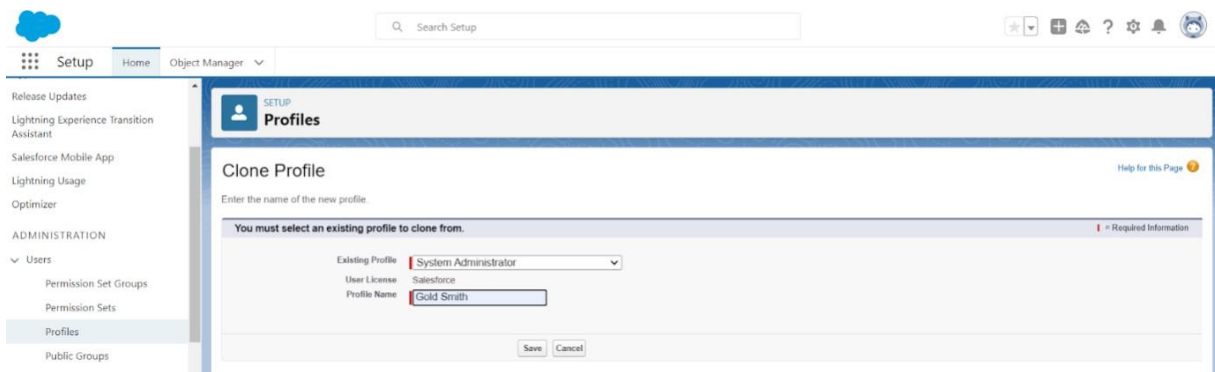 Search Setup
Setup
Home
Object Manager
Release Updates
Lightning Experience Transition
Assistant
Salesforce Mobile App
Lightning Usage
Optimizer
ADMINISTRATION
Users
Permission Set Groups
Permission Sets
Profiles
Public Groups
SETUP
Profiles
Clone Profile
Help for this Page
Enter the name of the new profile.
You must select an existing profile to clone from.
= Required Information
Existing Profile System Administrator
User License Salesforce
Profile Name Gold Smith
Save Cancel